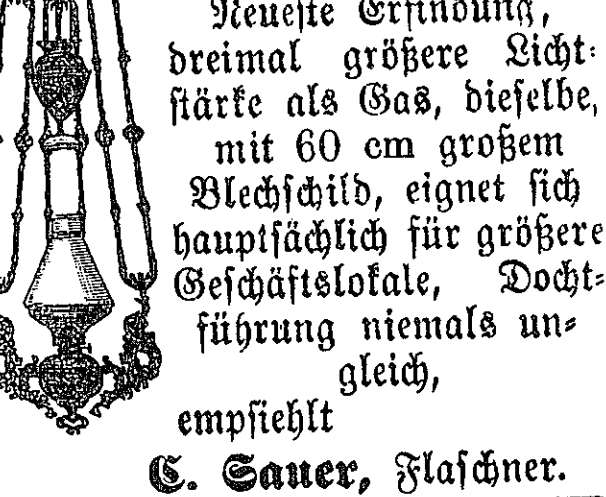 Neueste Erfindung,
dreimal größere Licht-
stärke als Gas, dieselbe,
mit 60 cm großem
Blechschild, eignet sich
hauptsächlich für größere
Geschäftslokale, Docht-
führung niemals un-
gleich,
empfiehlt
C. Sauer, Flaschner.